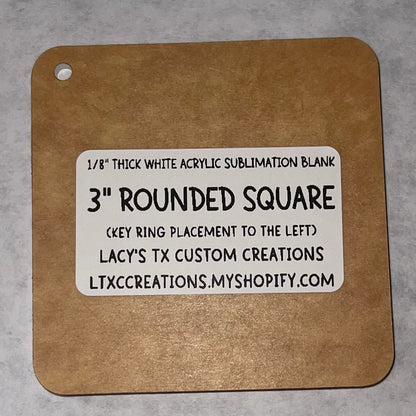 1/8" THICK WHITE ACRYLIC SUBLIMATION BLANK
3" ROUNDED SQUARE
(KEY RING PLACEMENT TO THE LEFT)
LACY'S TX CUSTOM CREATIONS
LTXCCREATIONS.MYSHOPIFY.COM